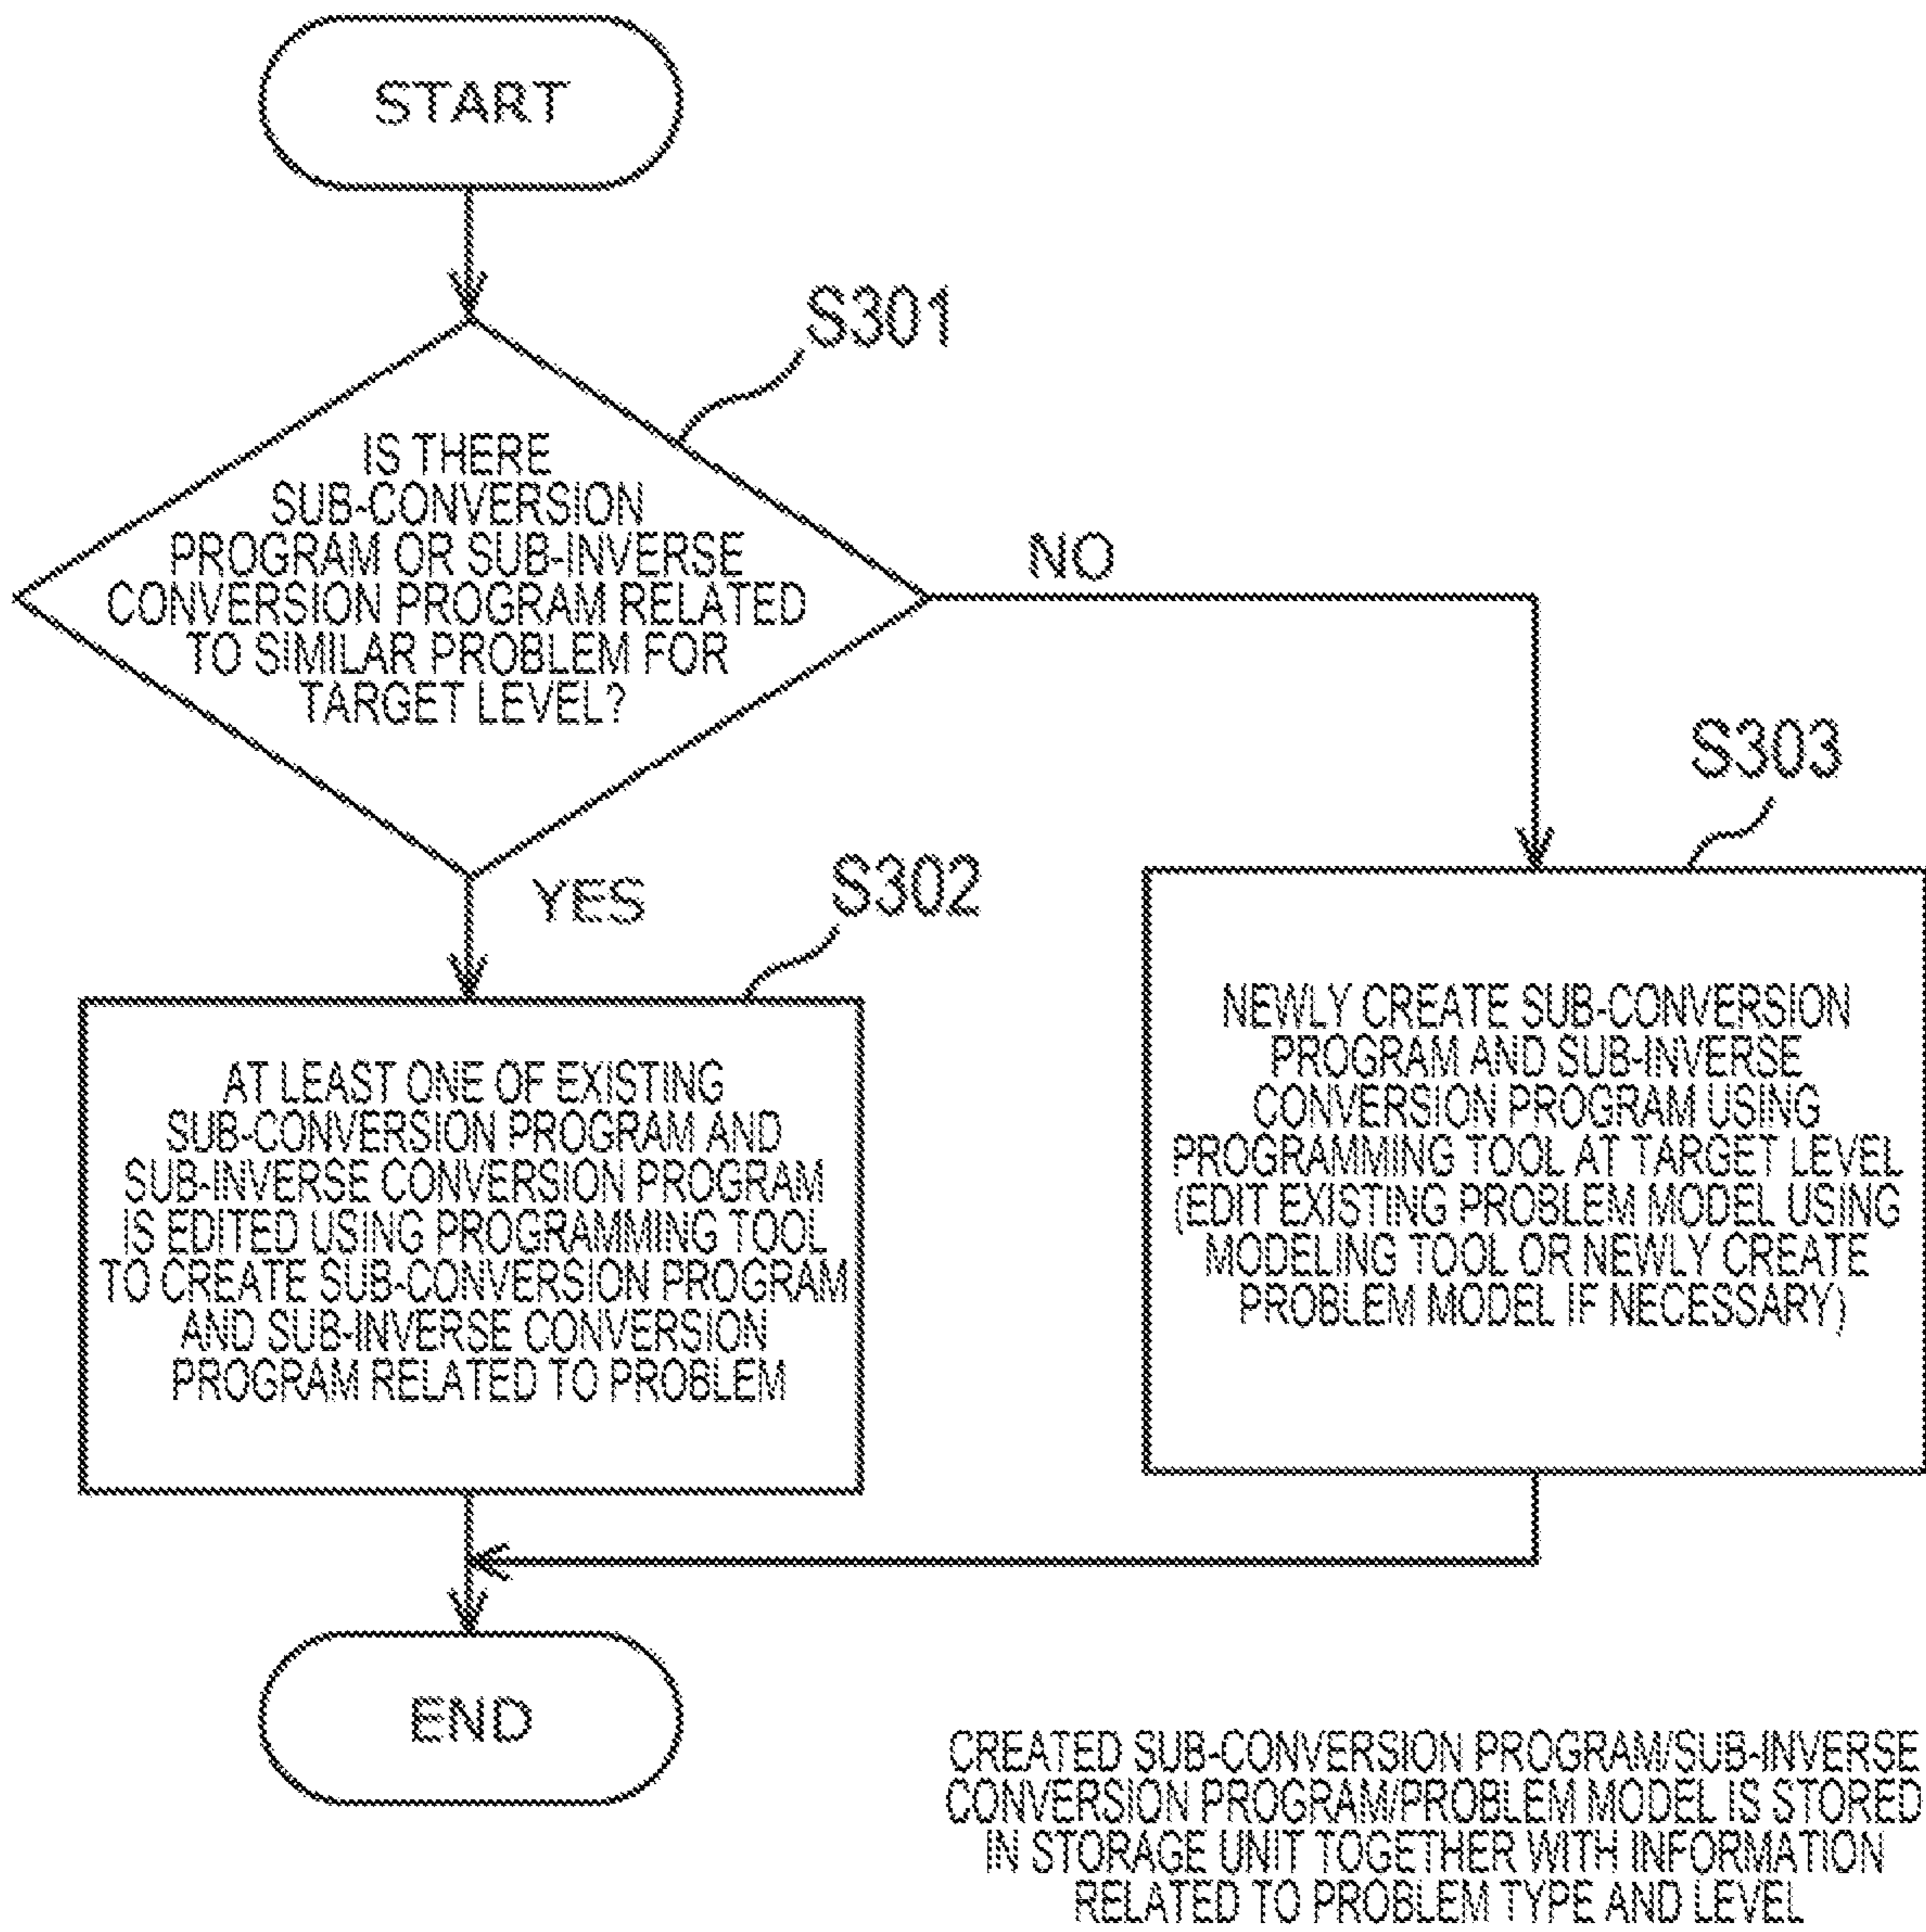 START
S301
IS THERE
SUB-CONVERSION
PROGRAM OR SUB-INVERSE
CONVERSION PROGRAM RELATED
TO SIMILAR PROBLEM FOR
TARGET LEVEL?
NO
YES
S302
AT LEAST ONE OF EXISTING
SUB-CONVERSION PROGRAM AND
SUB-INVERSE CONVERSION PROGRAM
IS EDITED USING PROGRAMMING TOOL
TO CREATE SUB-CONVERSION PROGRAM
AND SUB-INVERSE CONVERSION
PROGRAM RELATED TO PROBLEM
S303
NEWLY CREATE SUB-CONVERSION
PROGRAM AND SUB-INVERSE
CONVERSION PROGRAM USING
PROGRAMMING TOOL AT TARGET LEVEL
(EDIT EXISTING PROBLEM MODEL USING
MODELING TOOL OR NEWLY CREATE
PROBLEM MODEL IF NECESSARY)
END
CREATED SUB-CONVERSION PROGRAM/SUB-INVERSE
CONVERSION PROGRAM/PROBLEM MODEL IS STORED
IN STORAGE UNIT TOGETHER WITH INFORMATION
RELATED TO PROBLEM TYPE AND LEVEL